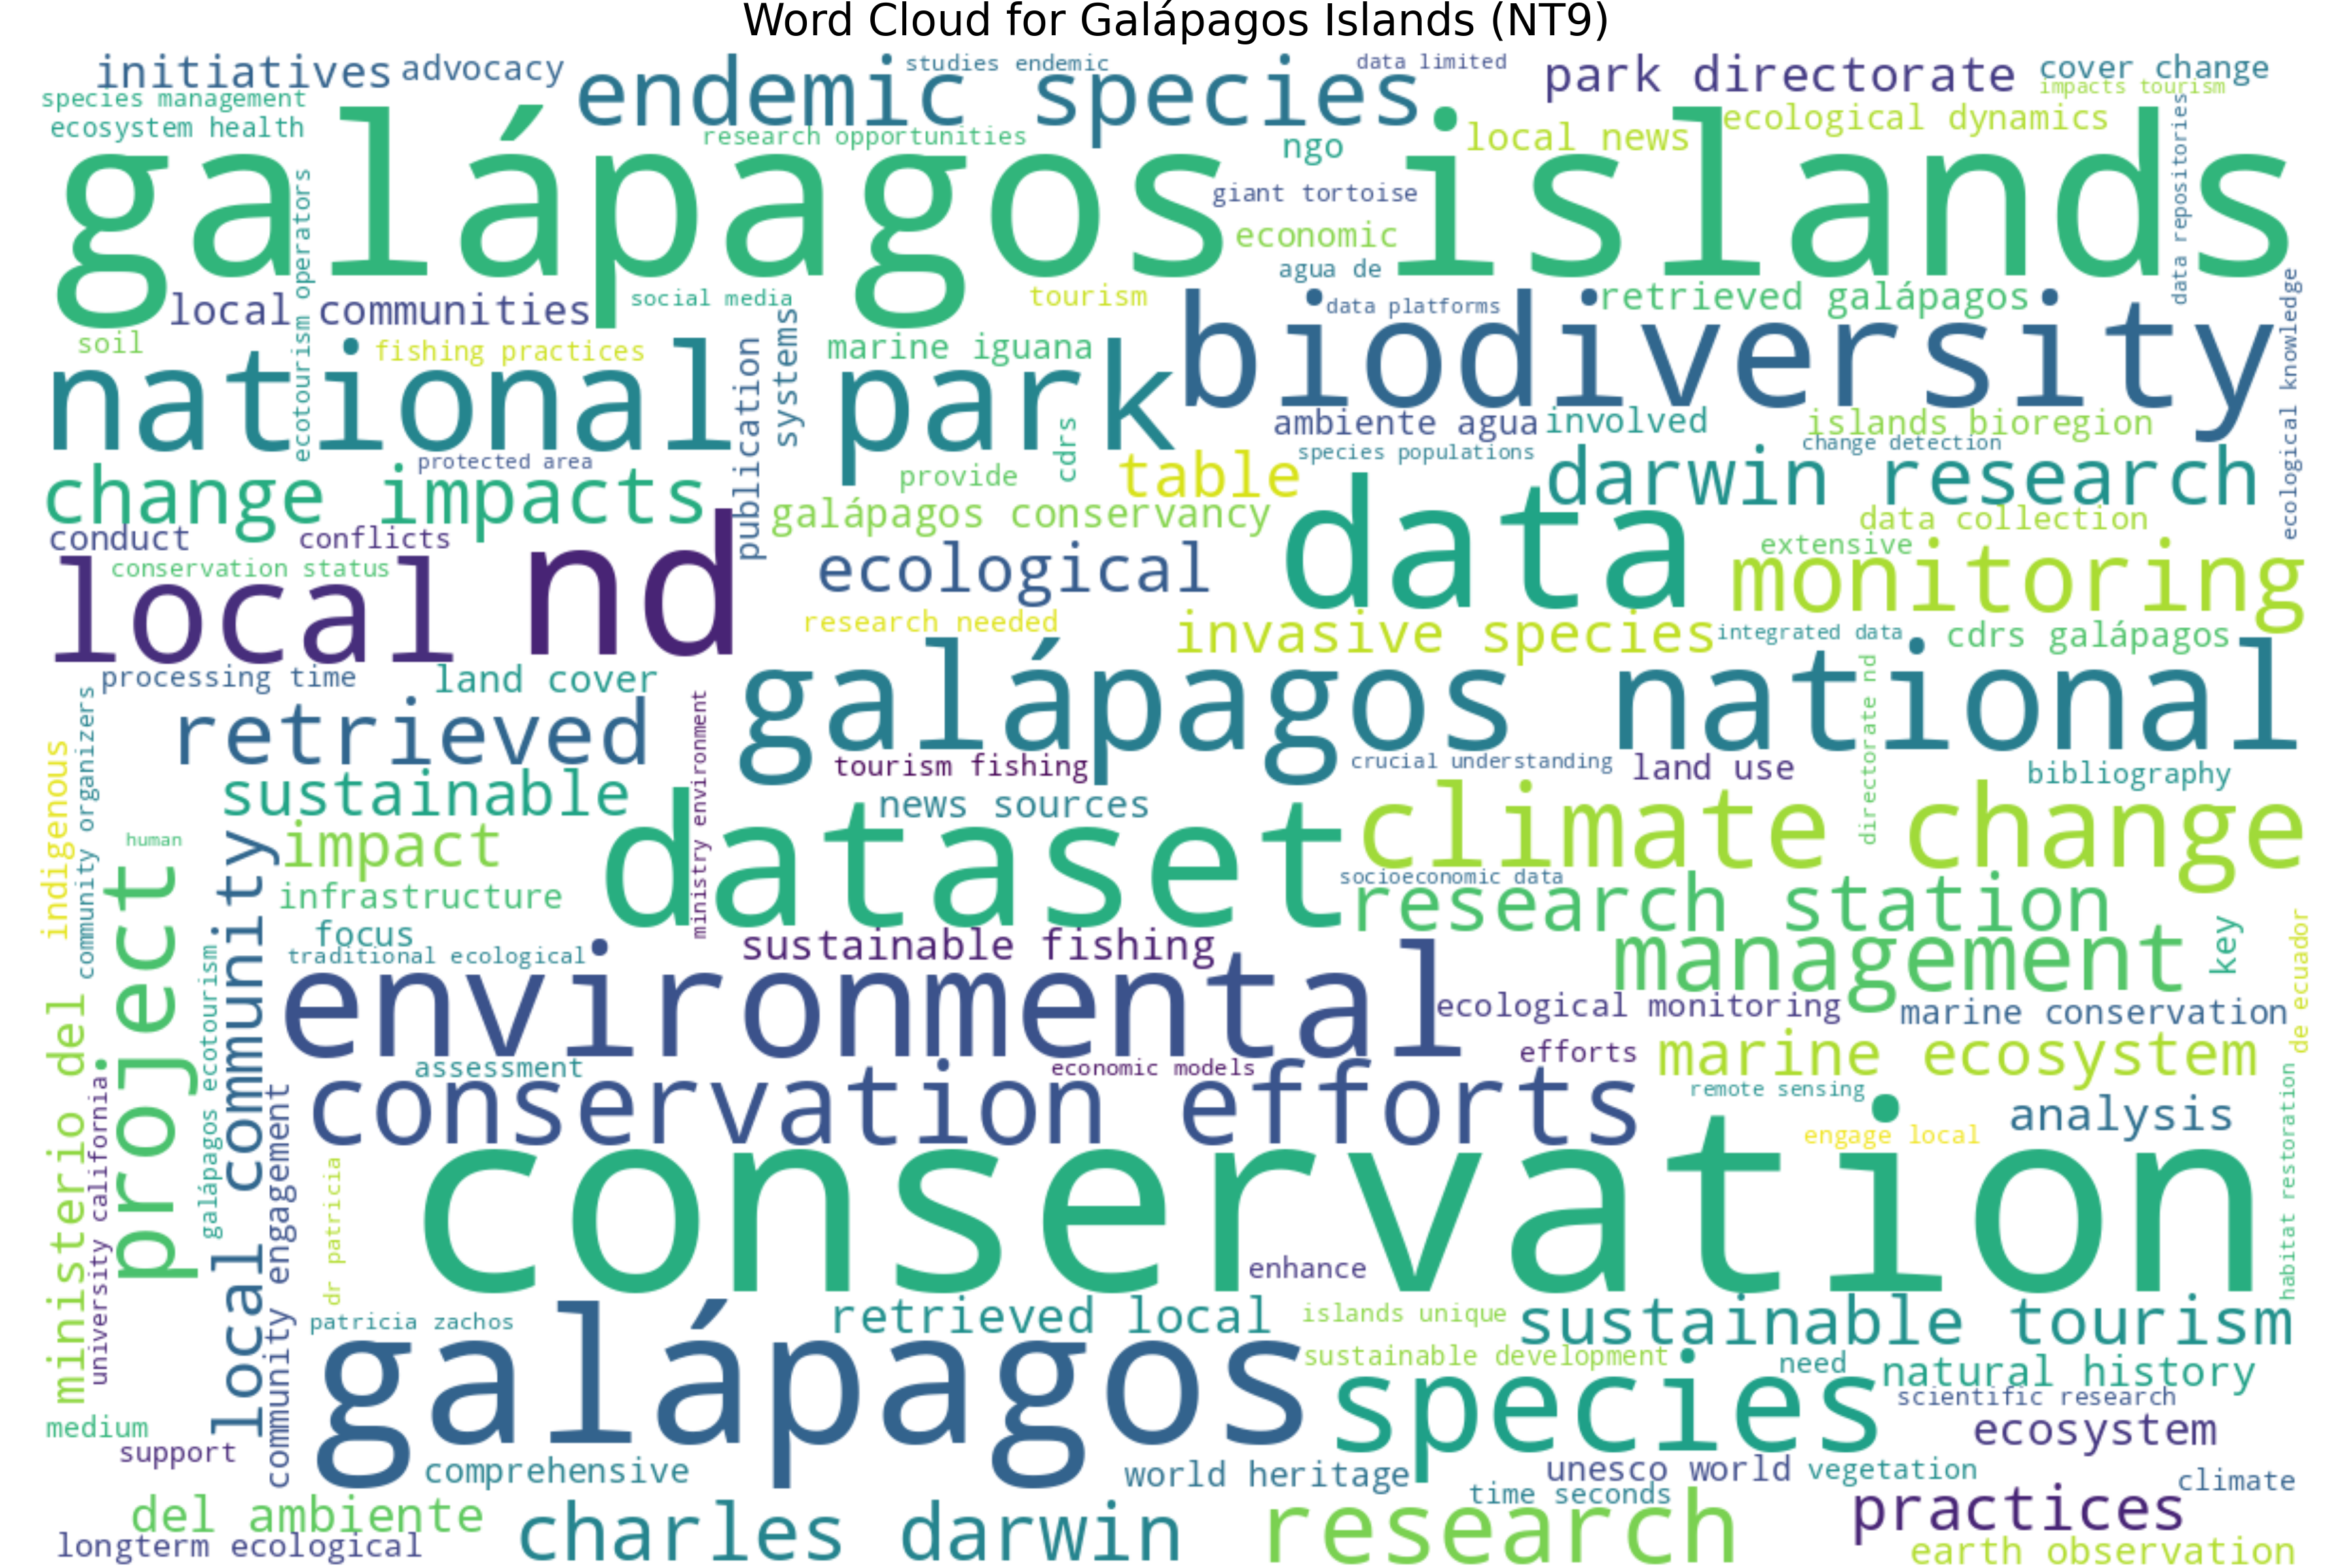 Word Cloud for Galápagos Islands (NT9)
initiatives
advocacy
endemic species
studies endemic
data limited
park directorate
cover change
impacts tourism
species management
ecosystem health
research opportunities
ngo
local news
ecological dynamics
galápagos islands
giant tortoise
economic
agua de
data repositories
ecotourism operators
local communities
social media
tourism
data platforms
retrieved galápagos
biodiversity
soil
fishing practices
systems
marine iguana
national park
publication
ecological knowledge
ambiente agua
involved
islands bioregion
change detection
protected area
provide
cdrs
table
species populations
darwin research
change impacts
galápagos conservancy
data
data collection
conduct
conflicts
extensive
conservation status
local
nd
ecological
monitoring
research needed
invasive species
integrated data
cdrs galápagos
processing time
land cover
galápagos national
directorate nd
retrieved
ministry environment
tourism fishing
crucial understanding
land use
bibliography
indigenous
community organizers
sustainable
news sources
climate change
human
impact
dataset
infrastructure
socioeconomic data
research station
project
local community
focus
traditional ecological
sustainable fishing
management
key
de ecuador
galápagos ecotourism
environmental
ecological monitoring
marine conservation
ministerio del
university california
assessment
economic models
efforts
marine ecosystem
conservation efforts
remote sensing
analysis
engage local
habitat restoration
community engagement
dr patricia
conservation
enhance
patricia zachos
retrieved local
islands unique
sustainable tourism
galápagos
sustainable development
need
natural history
species
scientific research
medium
support
ecosystem
comprehensive
world heritage
unesco world
vegetation
climate
del ambiente
time seconds
longterm ecological
charles darwin
research
practices
earth observation